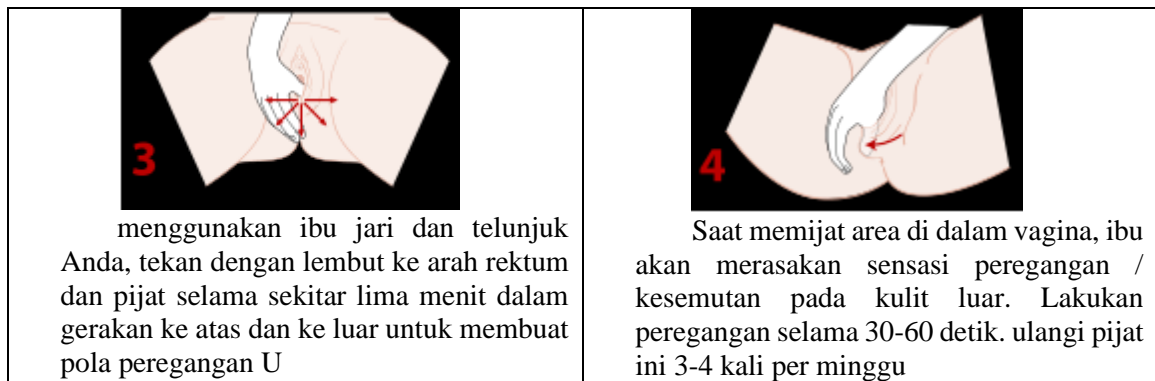 3
menggunakan ibu jari dan telunjuk
Anda, tekan dengan lembut ke arah rektum
dan pijat selama sekitar lima menit dalam
gerakan ke atas dan ke luar untuk membuat
pola peregangan U
4
Saat memijat area di dalam vagina, ibu
akan merasakan sensasi peregangan /
kesemutan pada kulit luar. Lakukan
peregangan selama 30-60 detik. ulangi pijat
ini 3-4 kali per minggu